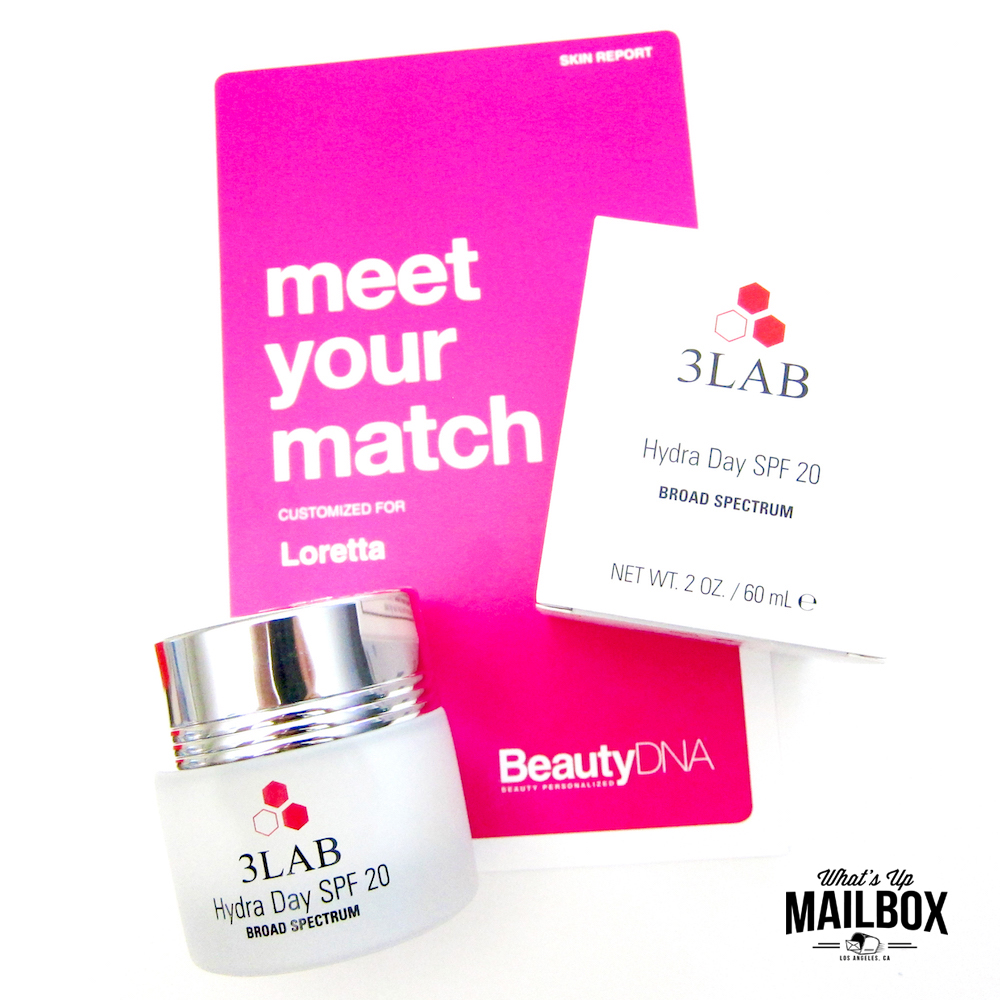 SKIN REPORT
meet
your
match
CUSTOMIZED FOR
Loretta
BeautyDNA
BEAUTY PERSONALIZED
3LAB
Hydra Day SPF 20
BROAD SPECTRUM
NET WT. 2 OZ. / 60 mL ℮
3LAB
Hydra Day SPF 20
BROAD SPECTRUM
What's Up
MAILBOX
LOS ANGELES, CA